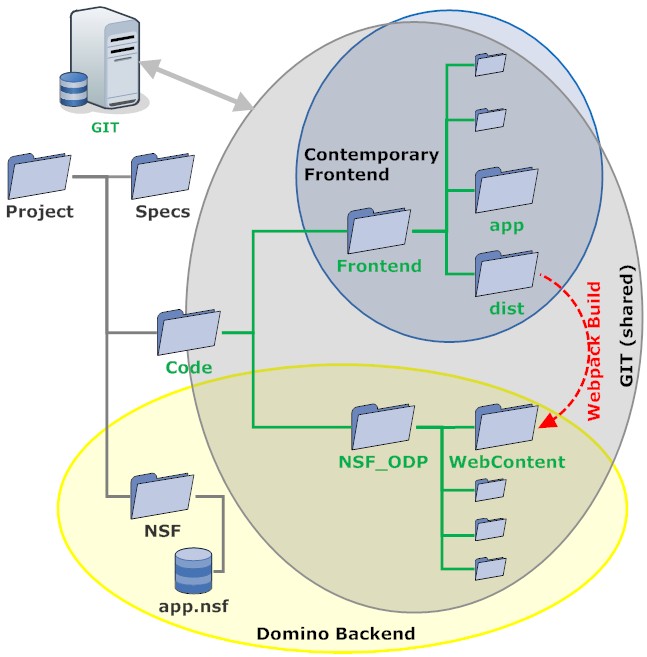 GIT
Contemporary
Frontend
Project
Specs
app
Frontend
dist
Webpack Build
GIT (shared)
Code
NSF_ODP
WebContent
NSF
app.nsf
Domino Backend